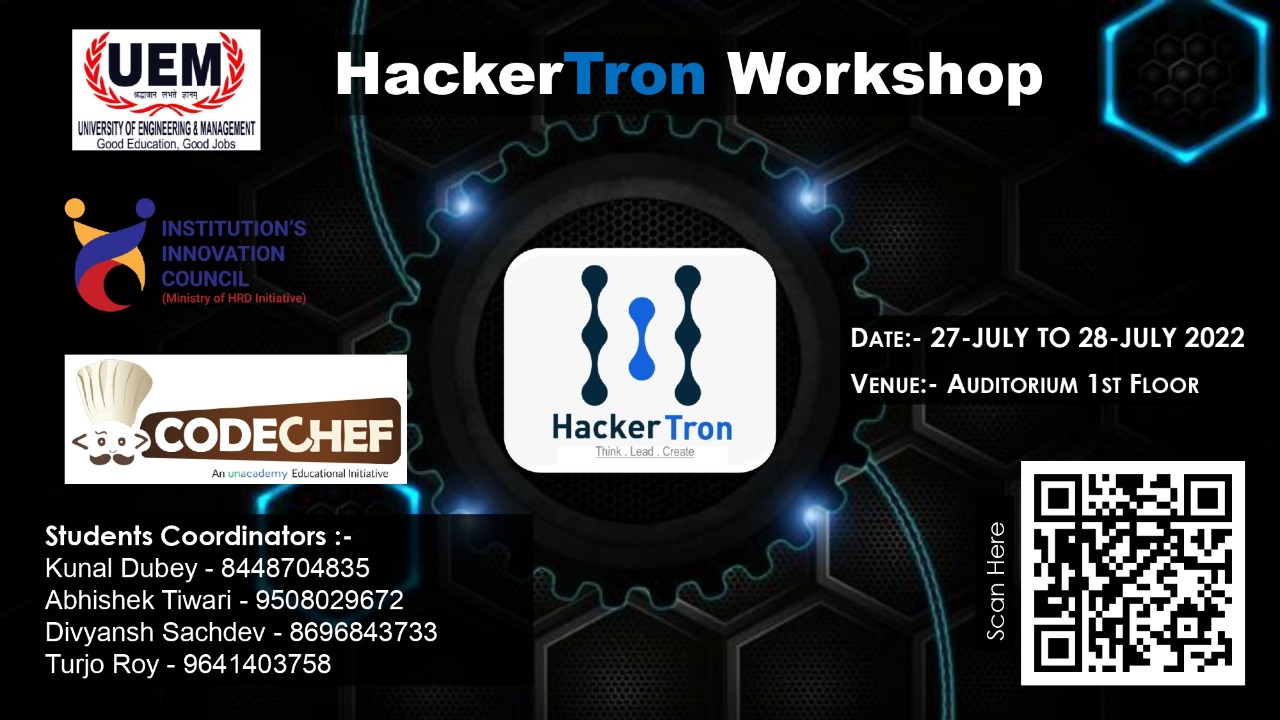 UEM
श्रद्धावान लभते ज्ञानम्
UNIVERSITY OF ENGINEERING & MANAGEMENT
Good Education, Good Jobs
HackerTron Workshop
INSTITUTION'S
INNOVATION
COUNCIL
(Ministry of HRD Initiative)
CODECHEF
An unacademy Educational Initiative
HackerTron
Think . Lead . Create
DATE:- 27-JULY TO 28-JULY 2022
VENUE:- AUDITORIUM 1ST FLOOR
Scan Here
Students Coordinators :-
Kunal Dubey - 8448704835
Abhishek Tiwari - 9508029672
Divyansh Sachdev - 8696843733
Turjo Roy - 9641403758